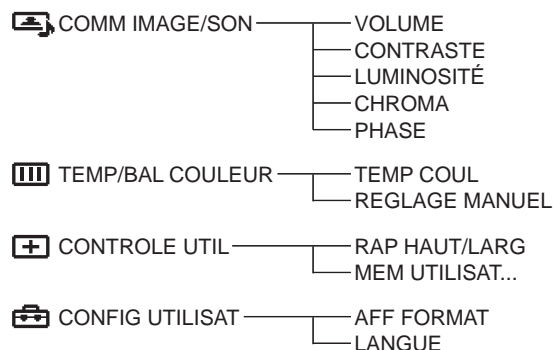 COMM IMAGE/SON VOLUME
CONTRASTE
LUMINOSITÉ
CHROMA
PHASE
TEMP/BAL COULEUR TEMP COUL
REGLAGE MANUEL
CONTROLE UTIL RAP HAUT/LARG
MEM UTILISAT...
CONFIG UTILISAT AFF FORMAT
LANGUE